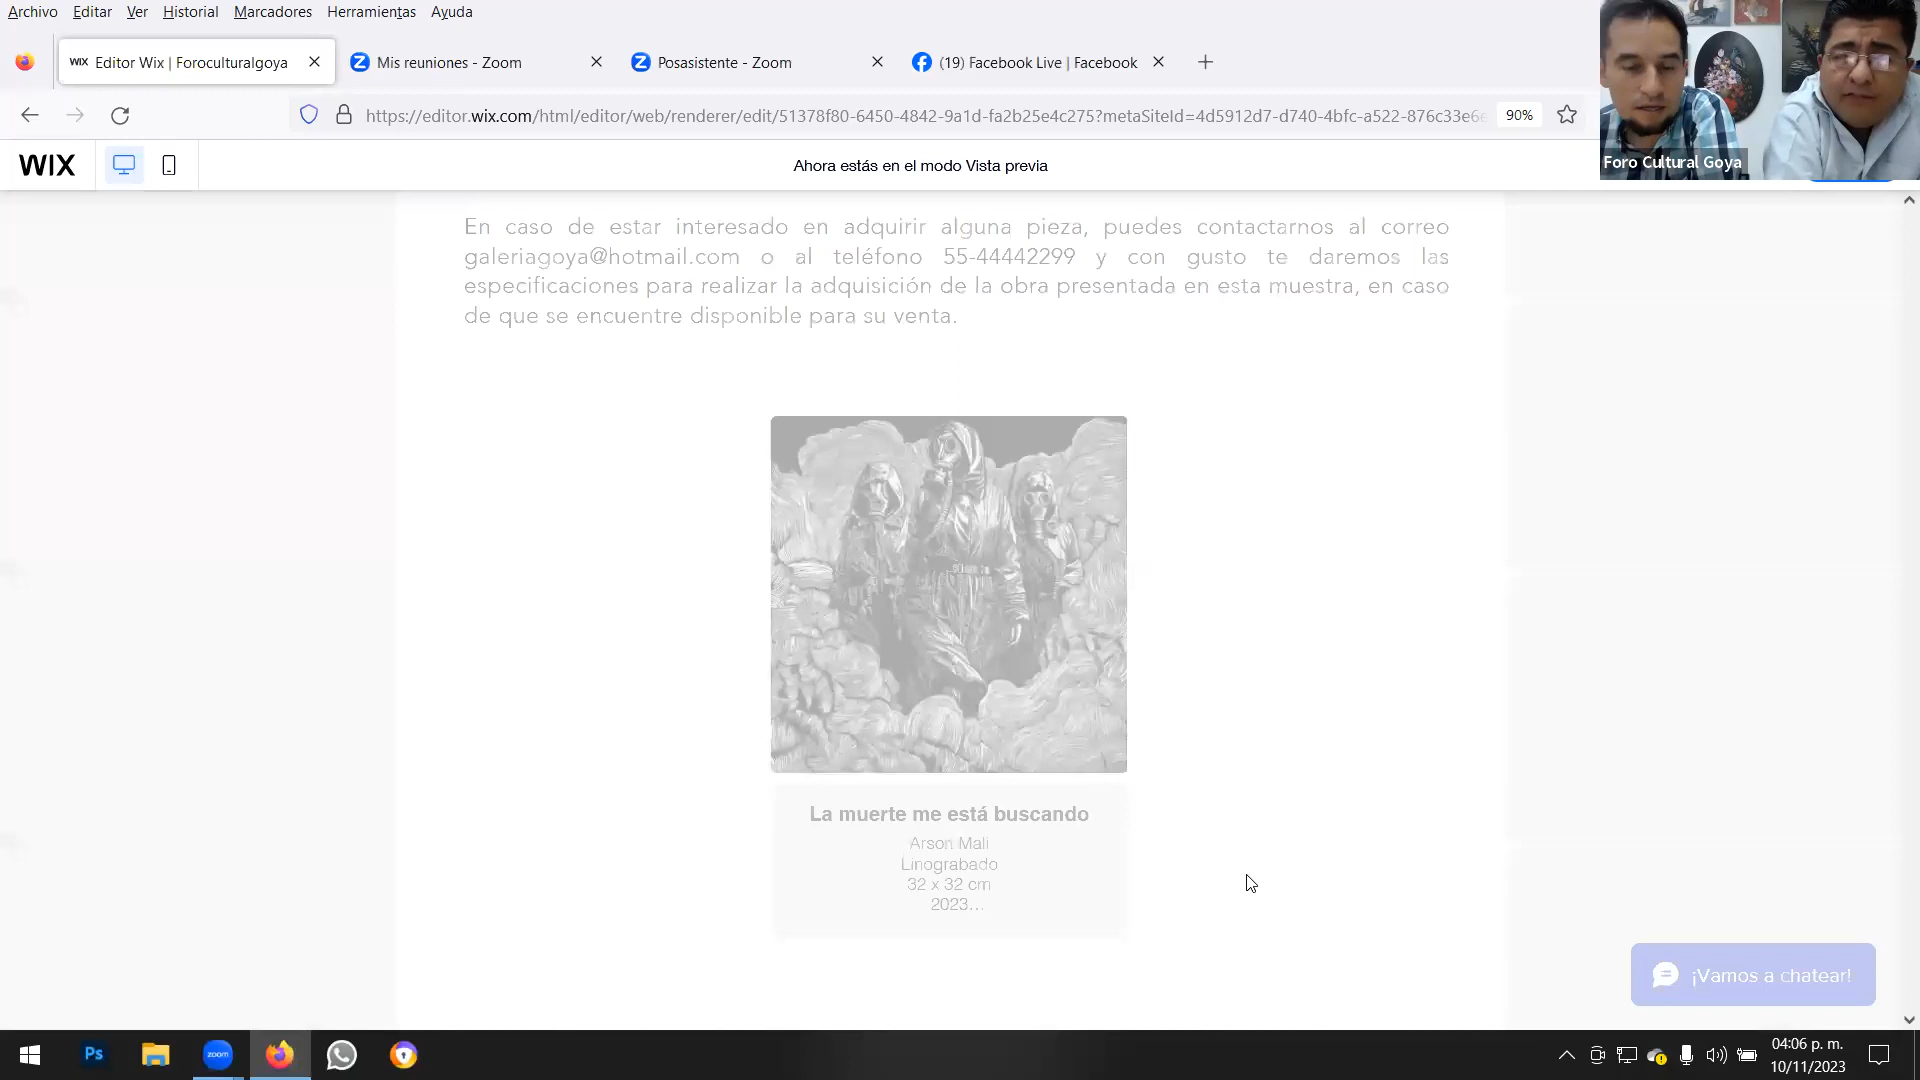 Archivo Editar Ver Historial Marcadores Herramientas Ayuda
WIX Editor Wix | Foroculturalgoya
Mis reuniones - Zoom
Posasistente - Zoom
(19) Facebook Live | Facebook
https://editor.wix.com/html/editor/web/renderer/edit/51378f80-6450-4842-9a1d-fa2b25e4c275?metaSiteId=4d5912d7-d740-4bfc-a522-876c33e6e
90%
WIX
Ahora estás en el modo Vista previa
Foro Cultural Goya
En caso de estar interesado en adquirir alguna pieza, puedes contactarnos al correo
galeriagoya@hotmail.com o al teléfono 55-44442299 y con gusto te daremos las
especificaciones para realizar la adquisición de la obra presentada en esta muestra, en caso
de que se encuentre disponible para su venta.
La muerte me está buscando
Arson Mali
Linograbado
32 x 32 cm
2023...
¡Vamos a chatear!
Ps
zoom
04:06 p. m.
10/11/2023